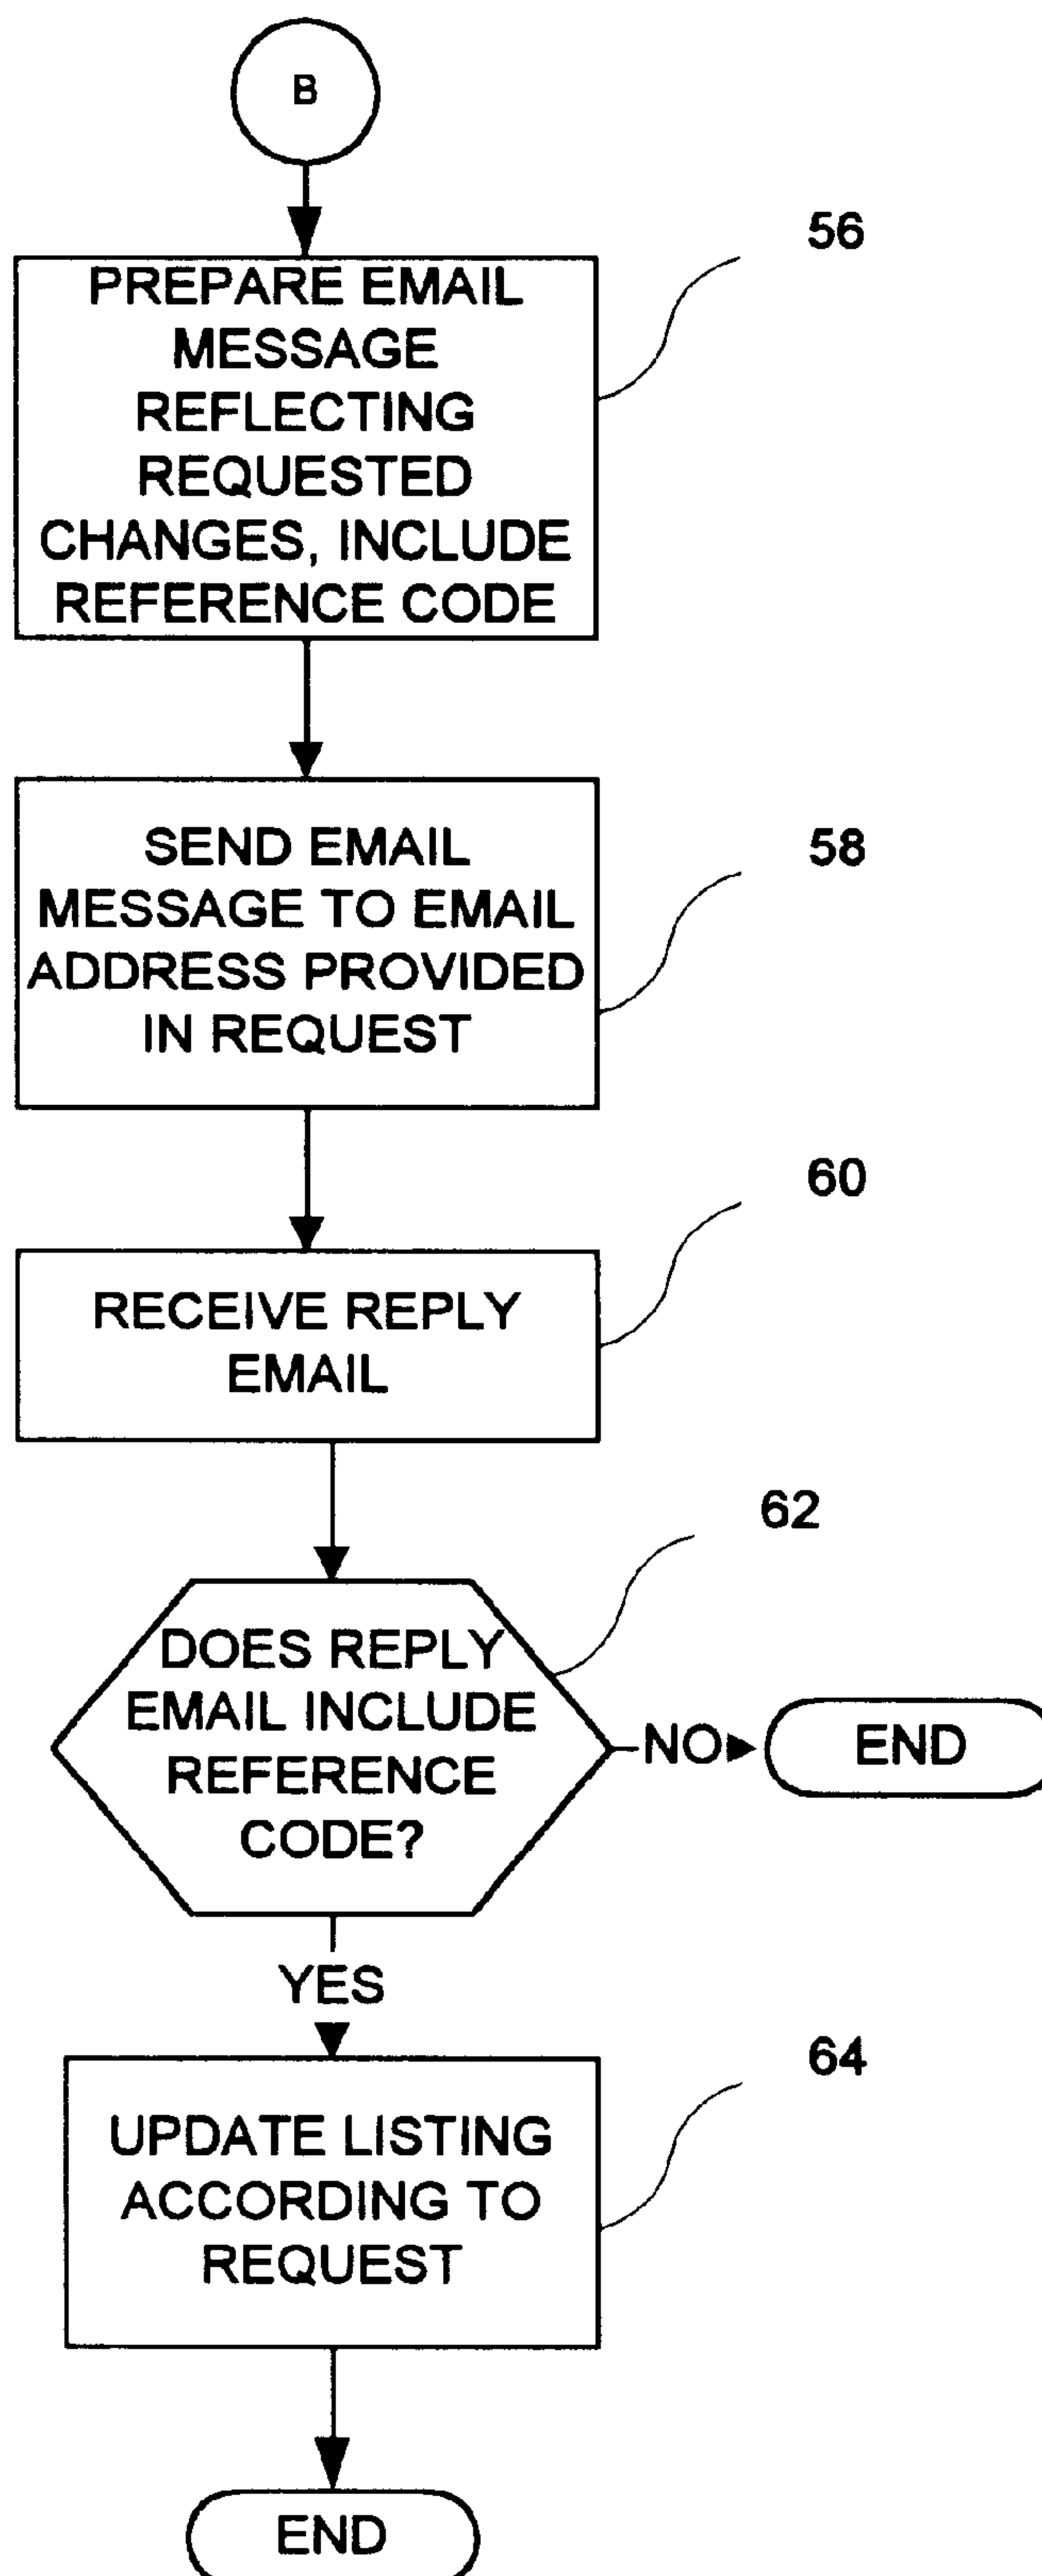 B
56
PREPARE EMAIL
MESSAGE
REFLECTING
REQUESTED
CHANGES, INCLUDE
REFERENCE CODE
58
SEND EMAIL
MESSAGE TO EMAIL
ADDRESS PROVIDED
IN REQUEST
60
RECEIVE REPLY
EMAIL
62
DOES REPLY
EMAIL INCLUDE
REFERENCE
CODE?
NO
END
YES
64
UPDATE LISTING
ACCORDING TO
REQUEST
END